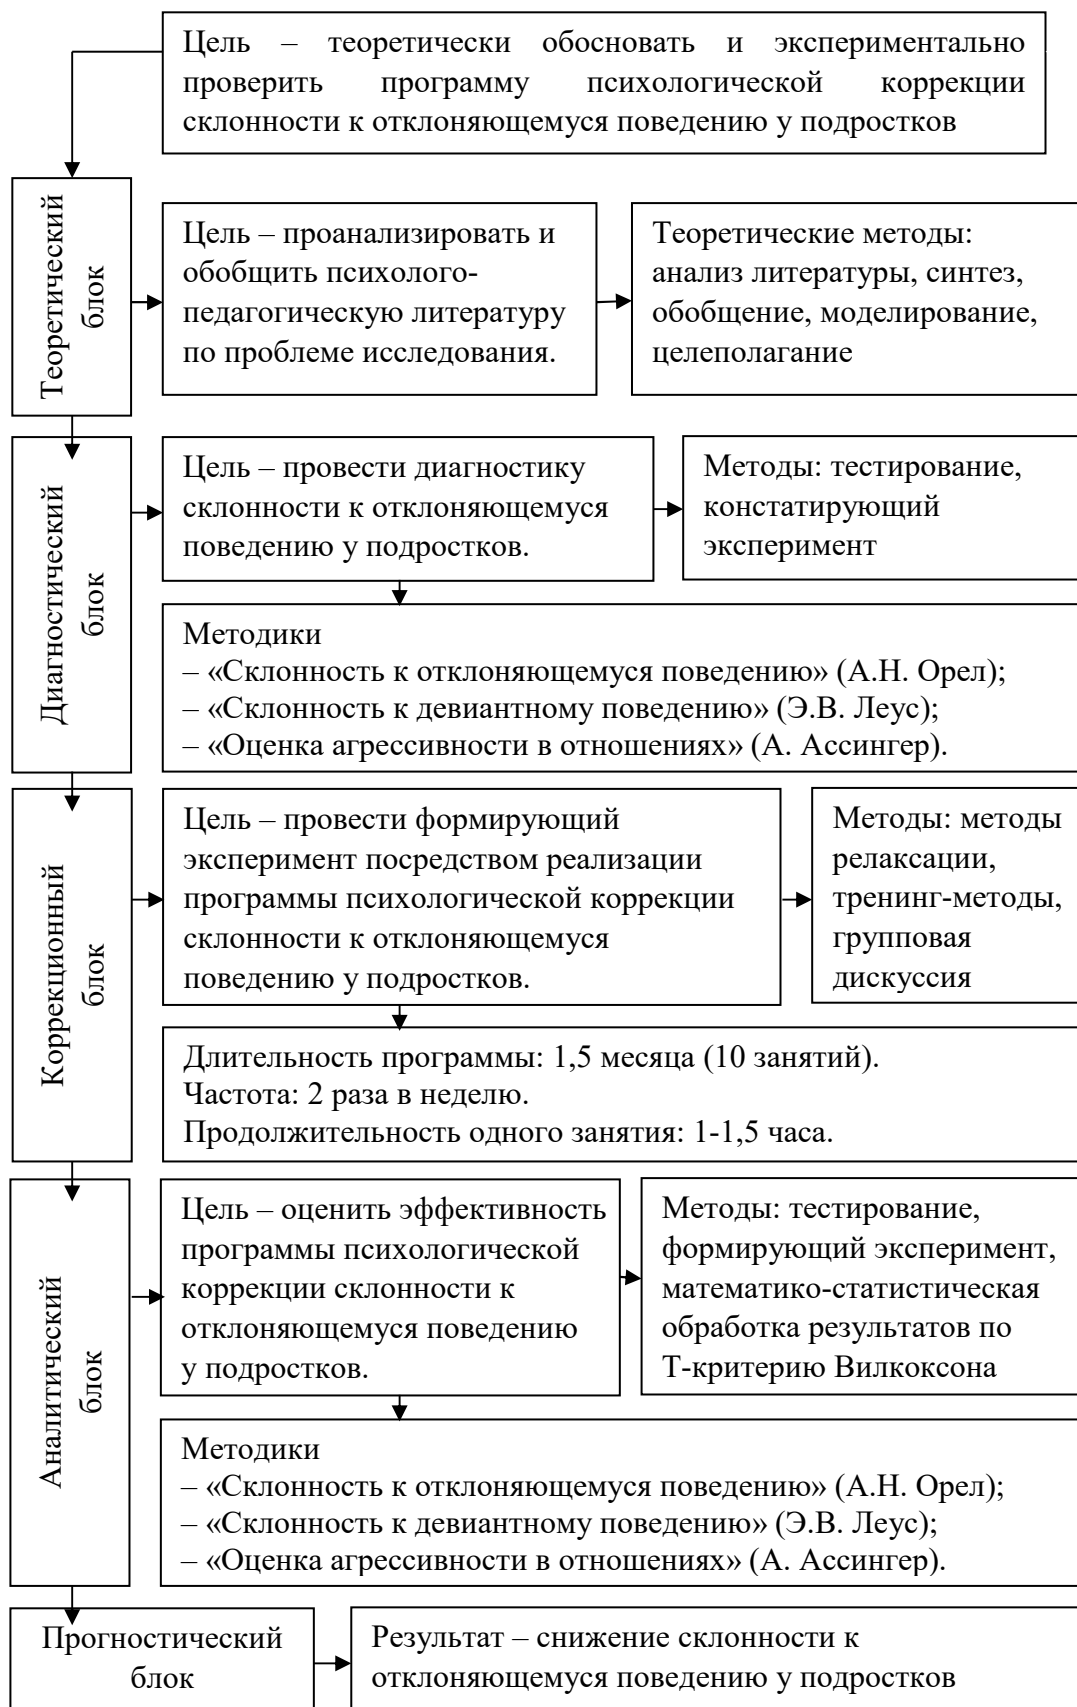 Цель – теоретически обосновать и экспериментально
проверить программу психологической коррекции
склонности к отклоняющемуся поведению у подростков
Теоретический
блок
Цель – проанализировать и
обобщить психолого-
педагогическую литературу
по проблеме исследования.
Теоретические методы:
анализ литературы, синтез,
обобщение, моделирование,
целеполагание
Диагностический
блок
Цель – провести диагностику
склонности к отклоняющемуся
поведению у подростков.
Методы: тестирование,
констатирующий
эксперимент
Методики
– «Склонность к отклоняющемуся поведению» (А.Н. Орел);
– «Склонность к девиантному поведению» (Э.В. Леус);
– «Оценка агрессивности в отношениях» (А. Ассингер).
Коррекционный
блок
Цель – провести формирующий
эксперимент посредством реализации
программы психологической коррекции
склонности к отклоняющемуся
поведению у подростков.
Методы: методы
релаксации,
тренинг-методы,
групповая
дискуссия
Длительность программы: 1,5 месяца (10 занятий).
Частота: 2 раза в неделю.
Продолжительность одного занятия: 1-1,5 часа.
Аналитический
блок
Цель – оценить эффективность
программы психологической
коррекции склонности к
отклоняющемуся поведению
у подростков.
Методы: тестирование,
формирующий эксперимент,
математико-статистическая
обработка результатов по
Т-критерию Вилкоксона
Методики
– «Склонность к отклоняющемуся поведению» (А.Н. Орел);
– «Склонность к девиантному поведению» (Э.В. Леус);
– «Оценка агрессивности в отношениях» (А. Ассингер).
Прогностический
блок
Результат – снижение склонности к
отклоняющемуся поведению у подростков